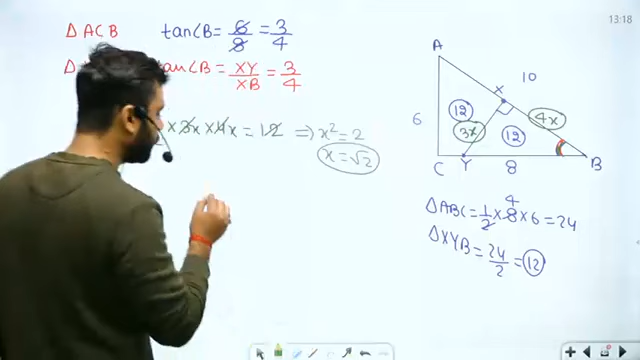 13:18
ΔACB tan∠B = 6/8 = 3/4
tan∠B = XY/XB = 3/4
× 3x × 4x = 12 ⇒ x² = 2
x = √2
A
10
X
12
4x
6
3x
12
C Y 8 B
4
ΔABC = 1/2 × 8 × 6 = 24
ΔXYB = 24/2 = 12